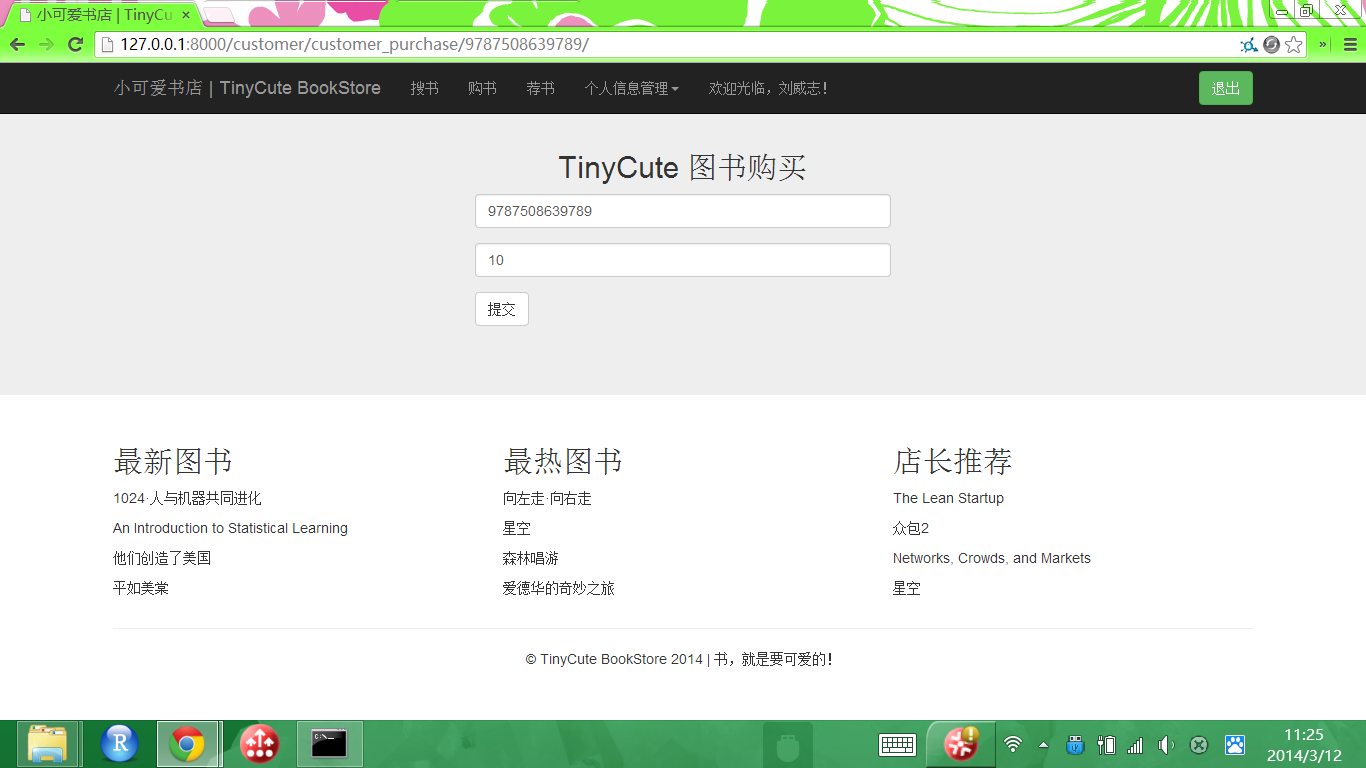 小可爱书店 | TinyCu
127.0.0.1:8000/customer/customer_purchase/9787508639789/
小可爱书店 | TinyCute BookStore 搜书 购书 荐书 个人信息管理 欢迎光临，刘威志！ 退出
TinyCute 图书购买
9787508639789
10
提交
最新图书 最热图书 店长推荐
1024·人与机器共同进化 向左走·向右走 The Lean Startup
An Introduction to Statistical Learning 星空 众包2
他们创造了美国 森林唱游 Networks, Crowds, and Markets
平如美棠 爱德华的奇妙之旅 星空
© TinyCute BookStore 2014 | 书，就是要可爱的！
R
C:\_
11:25
2014/3/12